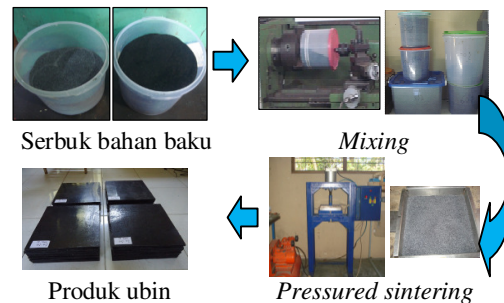 Serbuk bahan baku
Mixing
Produk ubin
Pressured sintering